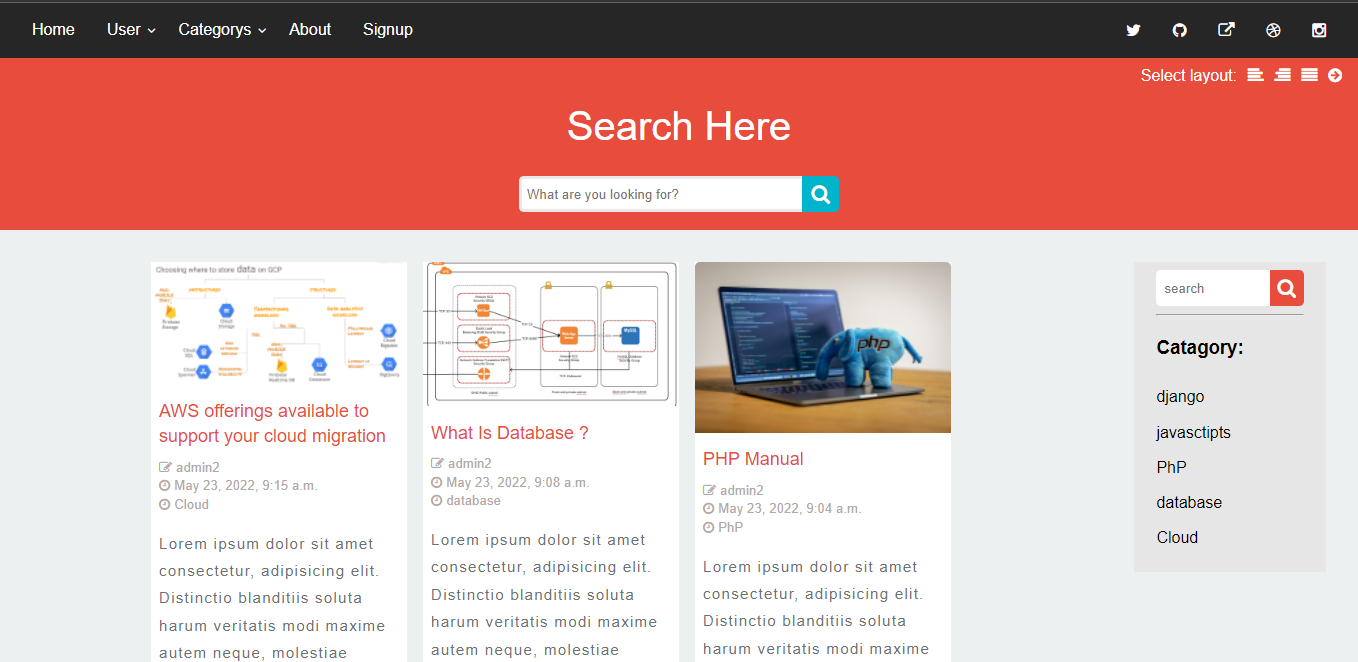 Home User Categorys About Signup
Select layout:
Search Here
What are you looking for?
Choosing where to store data on GCP
AWS offerings available to
support your cloud migration
admin2
May 23, 2022, 9:15 a.m.
Cloud
Lorem ipsum dolor sit amet
consectetur, adipisicing elit.
Distinctio blanditiis soluta
harum veritatis modi maxime
autem neque, molestiae
MySQL
What Is Database ?
admin2
May 23, 2022, 9:08 a.m.
database
Lorem ipsum dolor sit amet
consectetur, adipisicing elit.
Distinctio blanditiis soluta
harum veritatis modi maxime
autem neque, molestiae
php
PHP Manual
admin2
May 23, 2022, 9:04 a.m.
PhP
Lorem ipsum dolor sit amet
consectetur, adipisicing elit.
Distinctio blanditiis soluta
harum veritatis modi maxime
search
Catagory:
django
javasctipts
PhP
database
Cloud